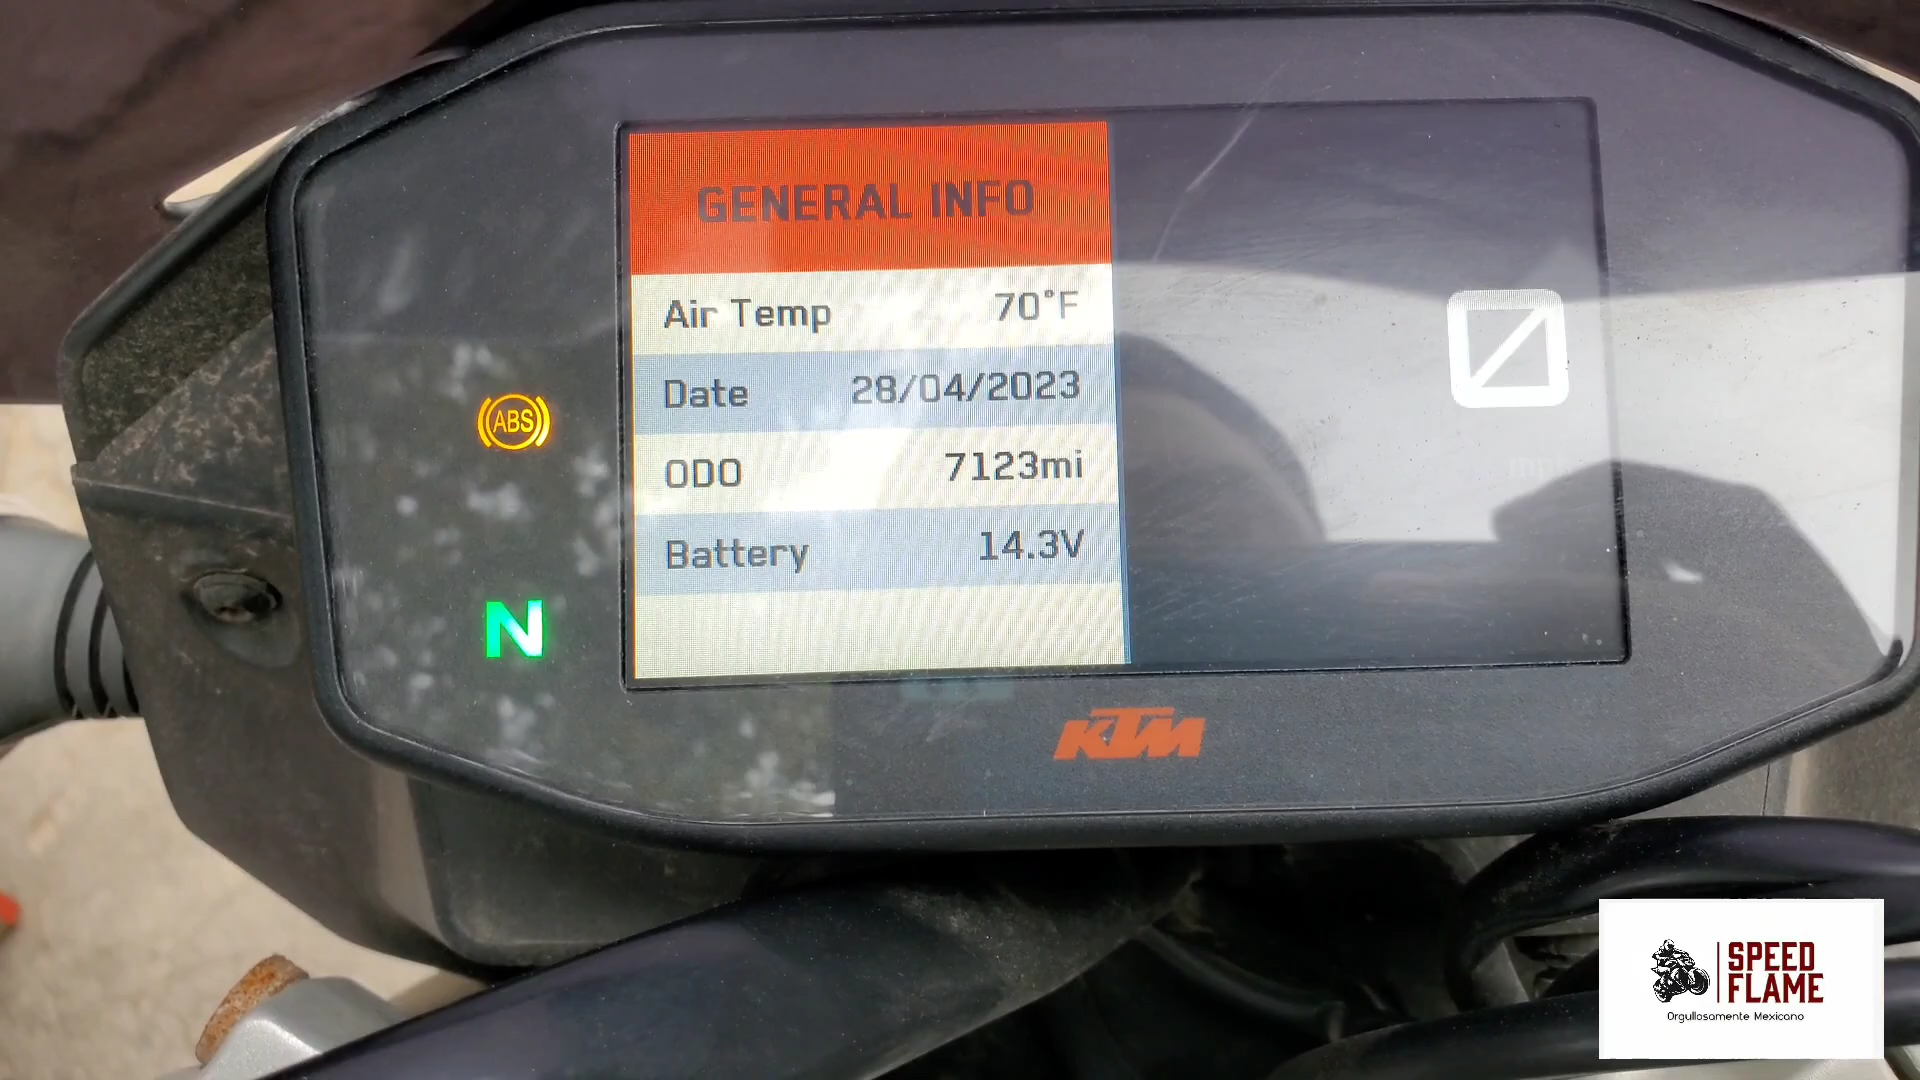 GENERAL INFO
Air Temp 70°F
Date 28/04/2023
ODO 7123mi
Battery 14.3V
ABS
N
KTM
SPEED
FLAME
Orgullosamente Mexicano